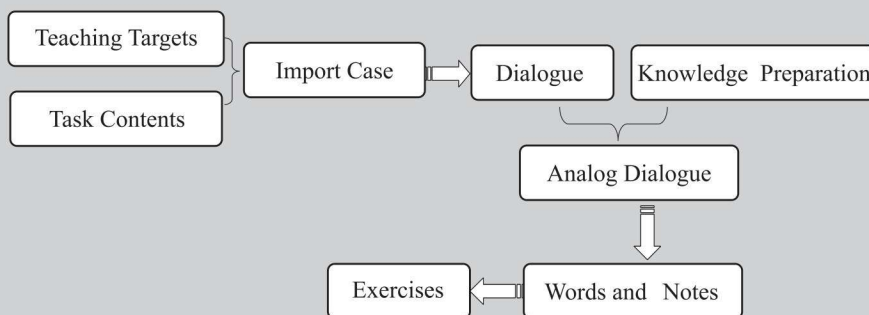 Teaching Targets
Task Contents
Import Case
Dialogue
Knowledge Preparation
Analog Dialogue
Words and Notes
Exercises